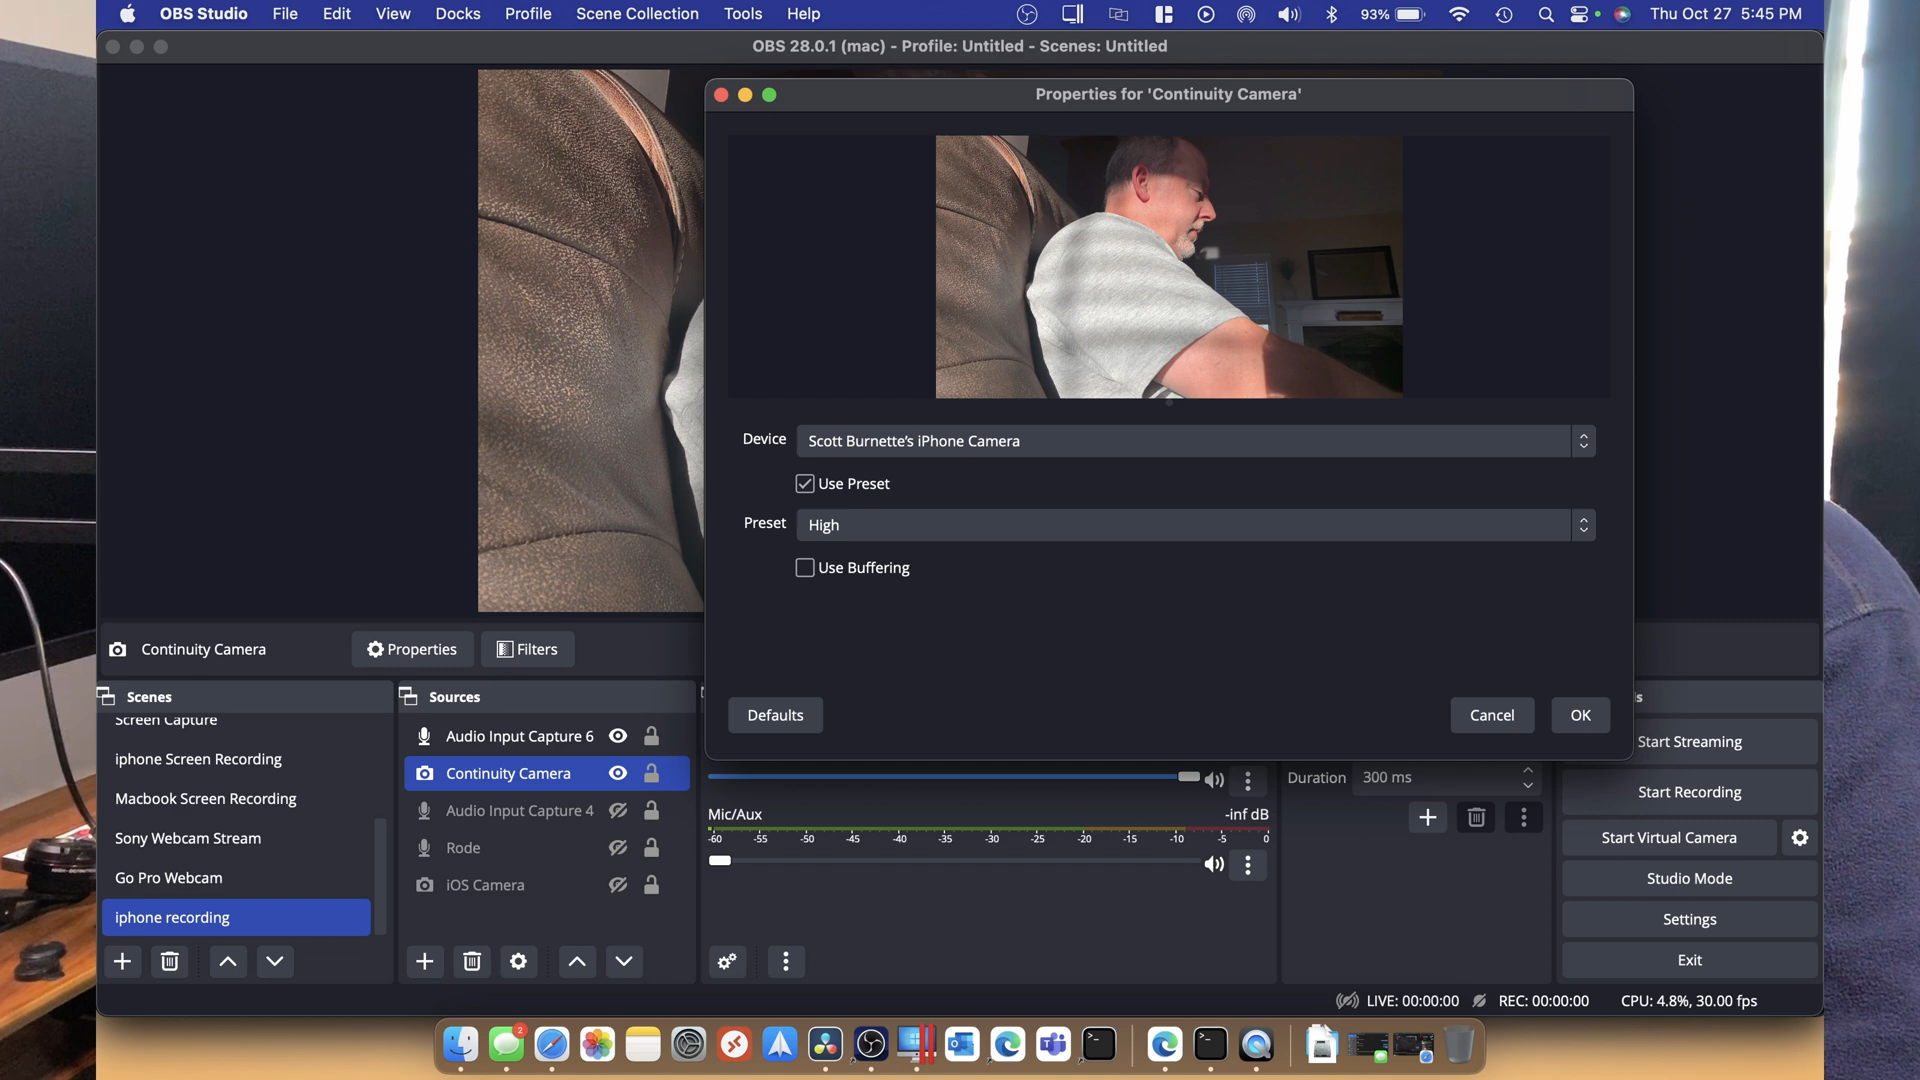 OBS Studio File Edit View Docks Profile Scene Collection Tools Help 93% Thu Oct 27 5:45 PM
OBS 28.0.1 (mac) - Profile: Untitled - Scenes: Untitled
Properties for 'Continuity Camera'
Device Scott Burnette's iPhone Camera
Use Preset
Preset High
Use Buffering
Defaults Cancel OK
Continuity Camera Properties Filters
Scenes
Screen Capture
iphone Screen Recording
Macbook Screen Recording
Sony Webcam Stream
Go Pro Webcam
iphone recording
Sources
Audio Input Capture 6
Continuity Camera
Audio Input Capture 4
Rode
iOS Camera
Mic/Aux -inf dB
-60 -55 -50 -45 -40 -35 -30 -25 -20 -15 -10 -5 0
Duration 300 ms
ls
Start Streaming
Start Recording
Start Virtual Camera
Studio Mode
Settings
Exit
LIVE: 00:00:00 REC: 00:00:00 CPU: 4.8%, 30.00 fps
2